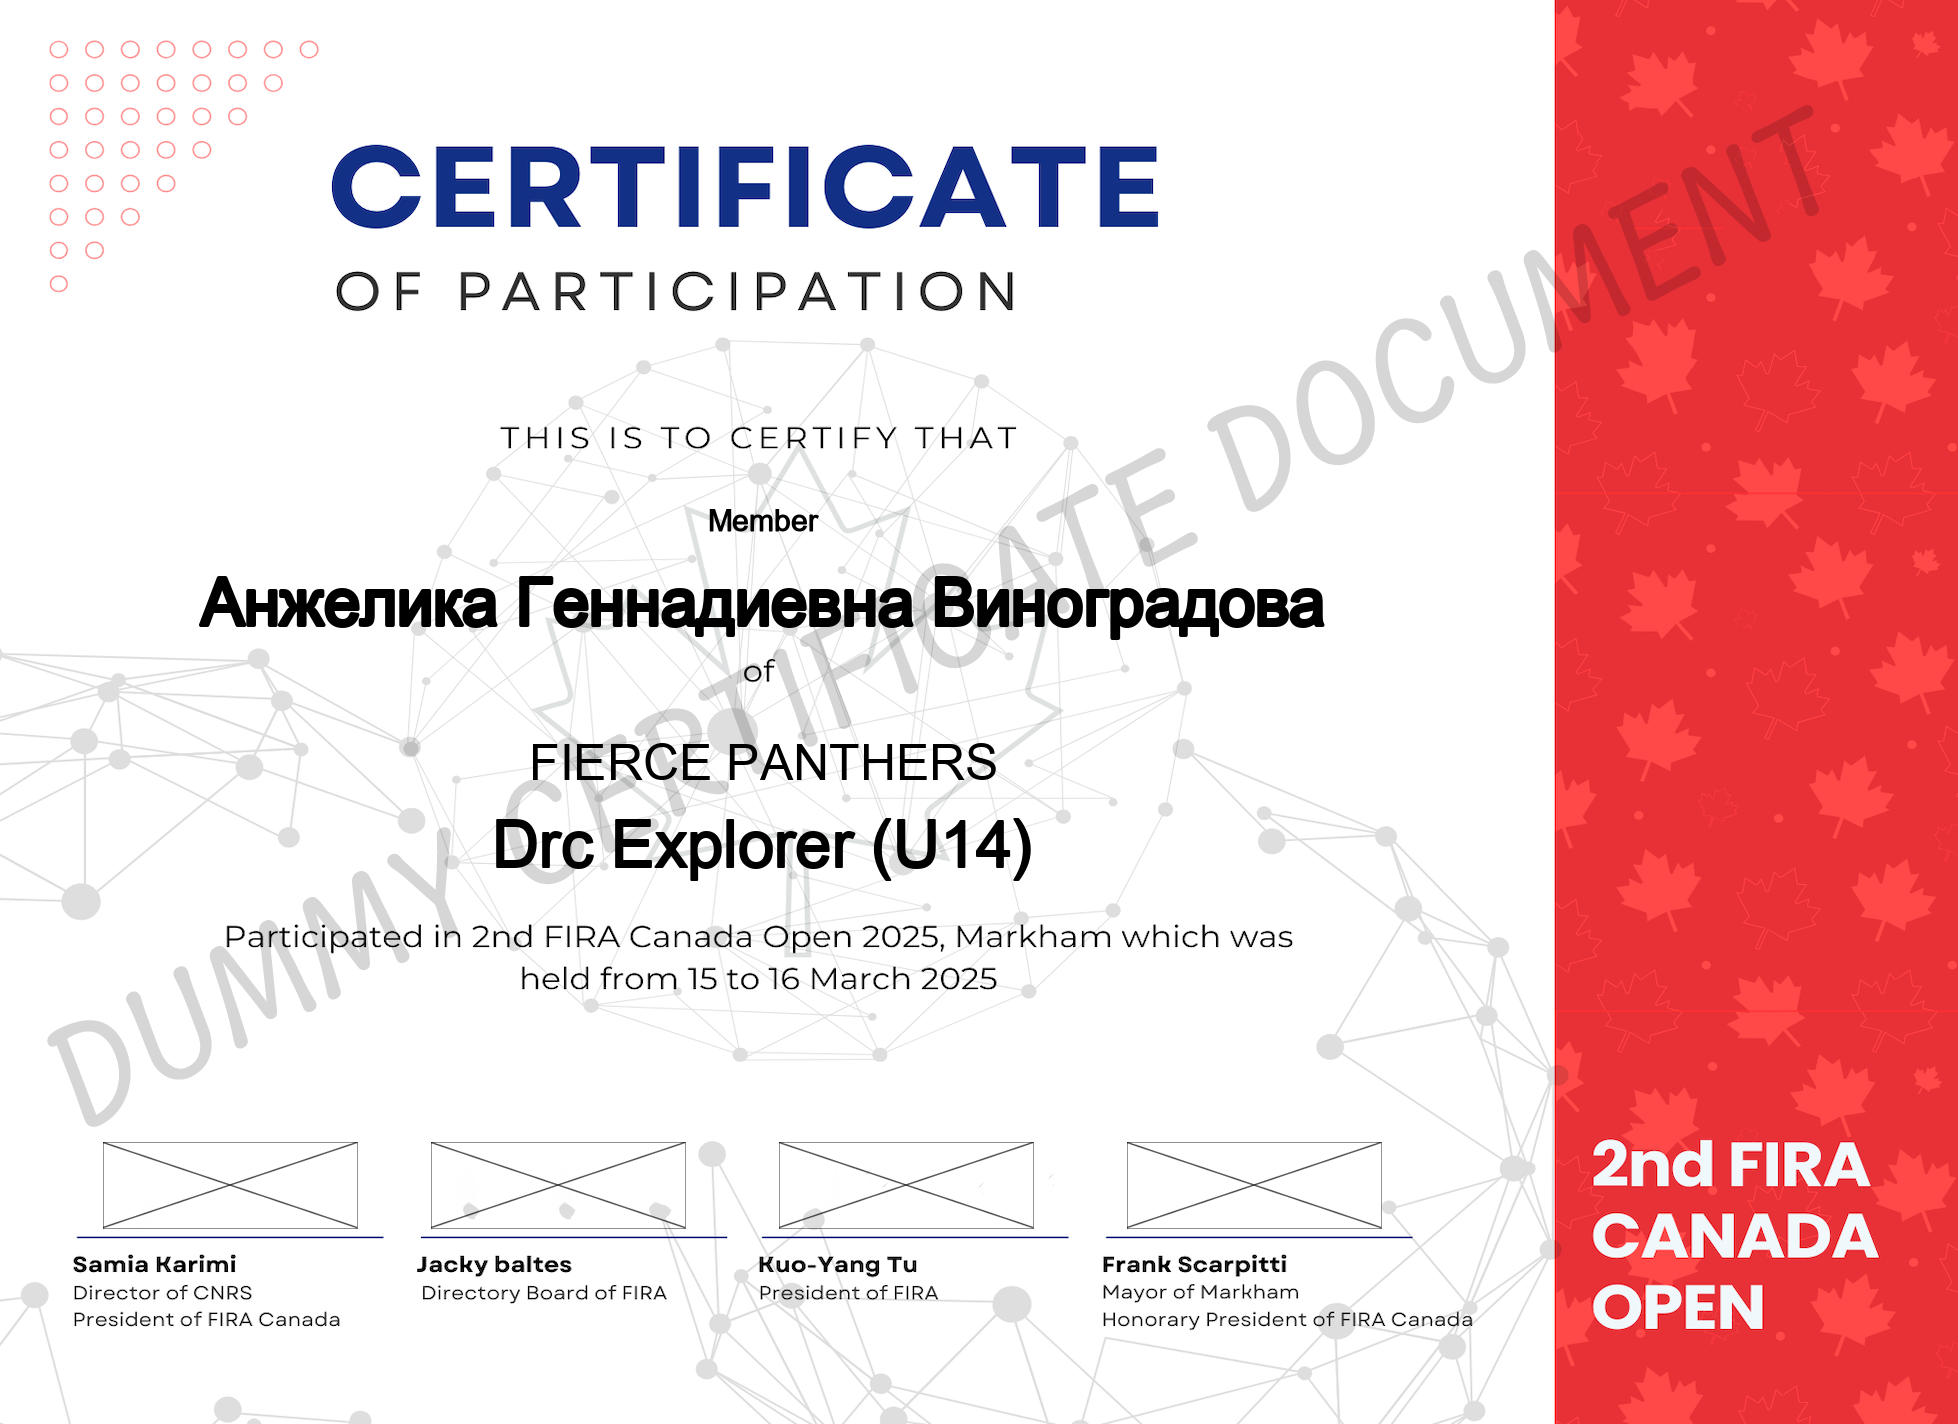 CERTIFICATE
OF PARTICIPATION
THIS IS TO CERTIFY THAT
Member
Анжелика Геннадиевна Виноградова
of
FIERCE PANTHERS
Drc Explorer (U14)
Participated in 2nd FIRA Canada Open 2025, Markham which was
held from 15 to 16 March 2025
DUMMY CERTIFICATE DOCUMENT
Samia Karimi
Director of CNRS
President of FIRA Canada
Jacky baltes
Directory Board of FIRA
Kuo-Yang Tu
President of FIRA
Frank Scarpitti
Mayor of Markham
Honorary President of FIRA Canada
2nd FIRA
CANADA
OPEN